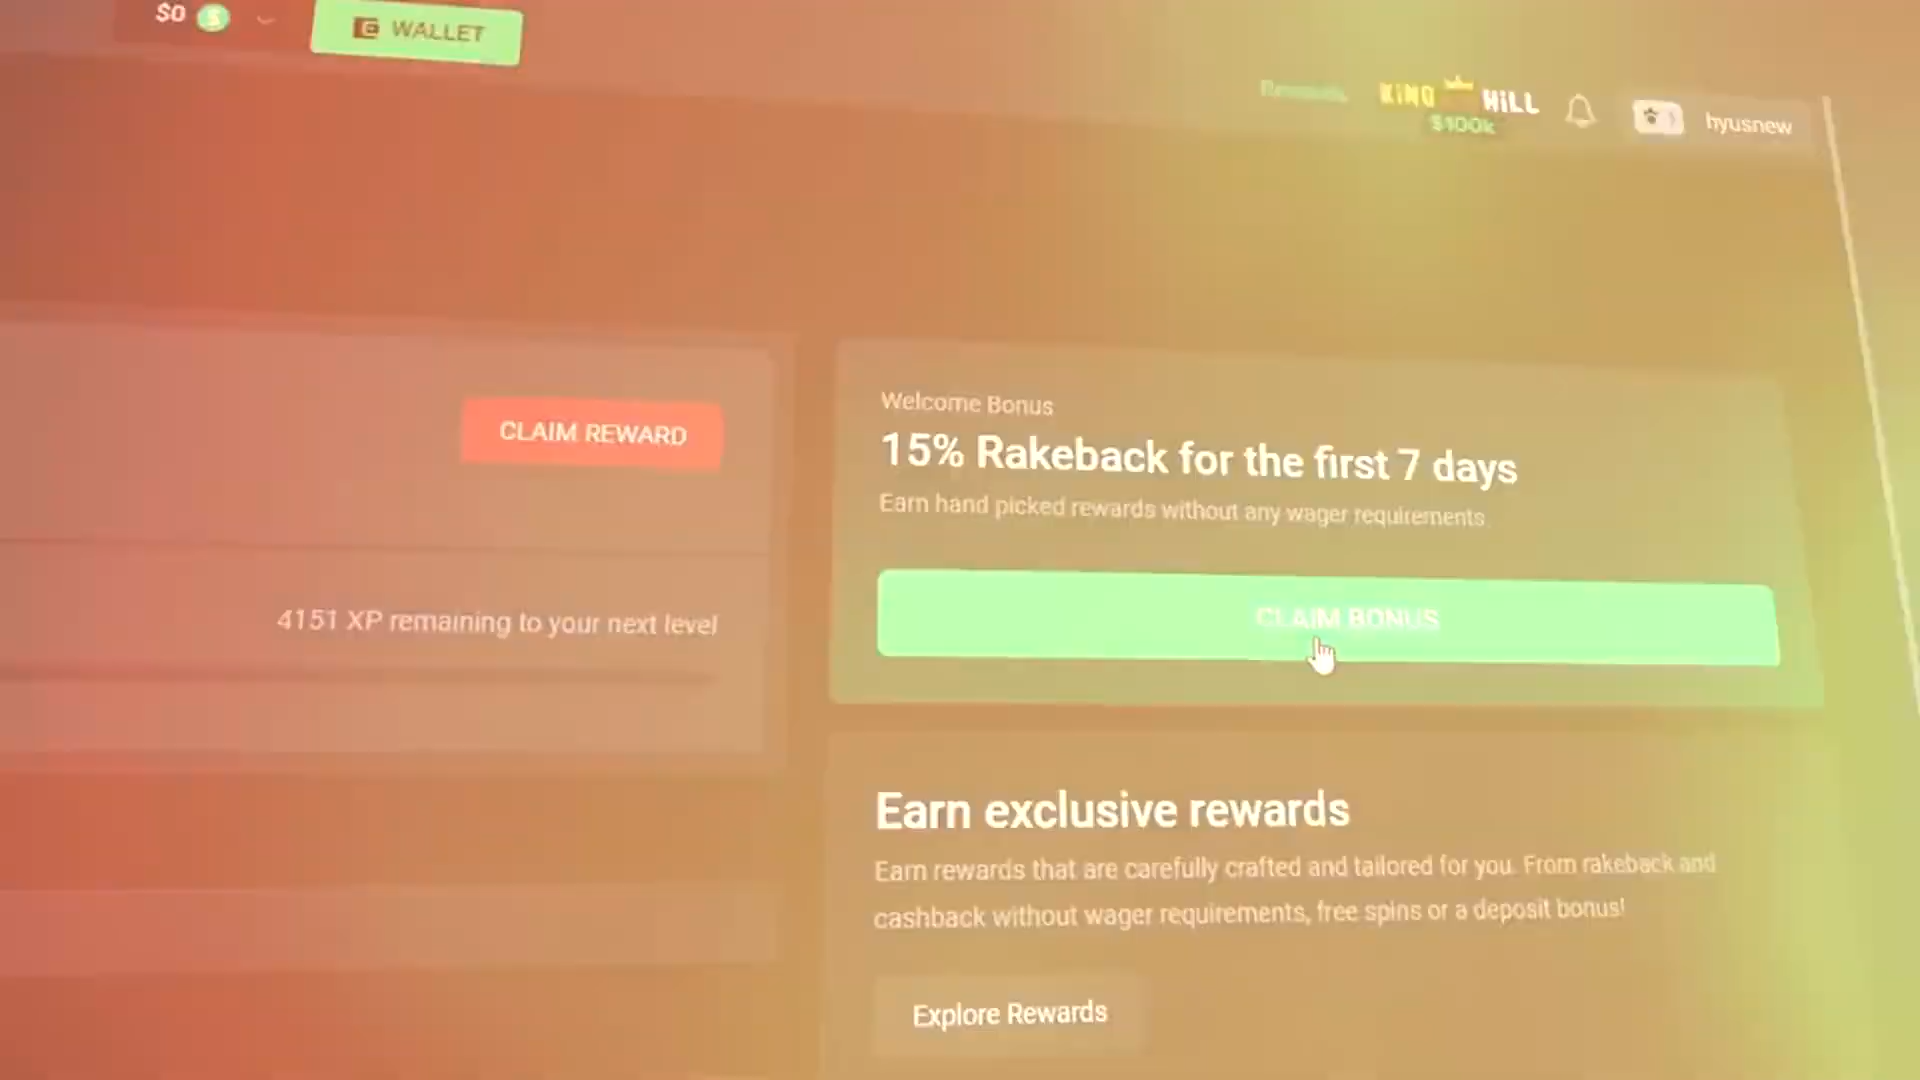 $0
WALLET
Rewards
KING HILL
$100k
hyusnew
CLAIM REWARD
4151 XP remaining to your next level
Welcome Bonus
15% Rakeback for the first 7 days
Earn hand picked rewards without any wager requirements.
CLAIM BONUS
Earn exclusive rewards
Earn rewards that are carefully crafted and tailored for you. From rakeback and
cashback without wager requirements, free spins or a deposit bonus!
Explore Rewards